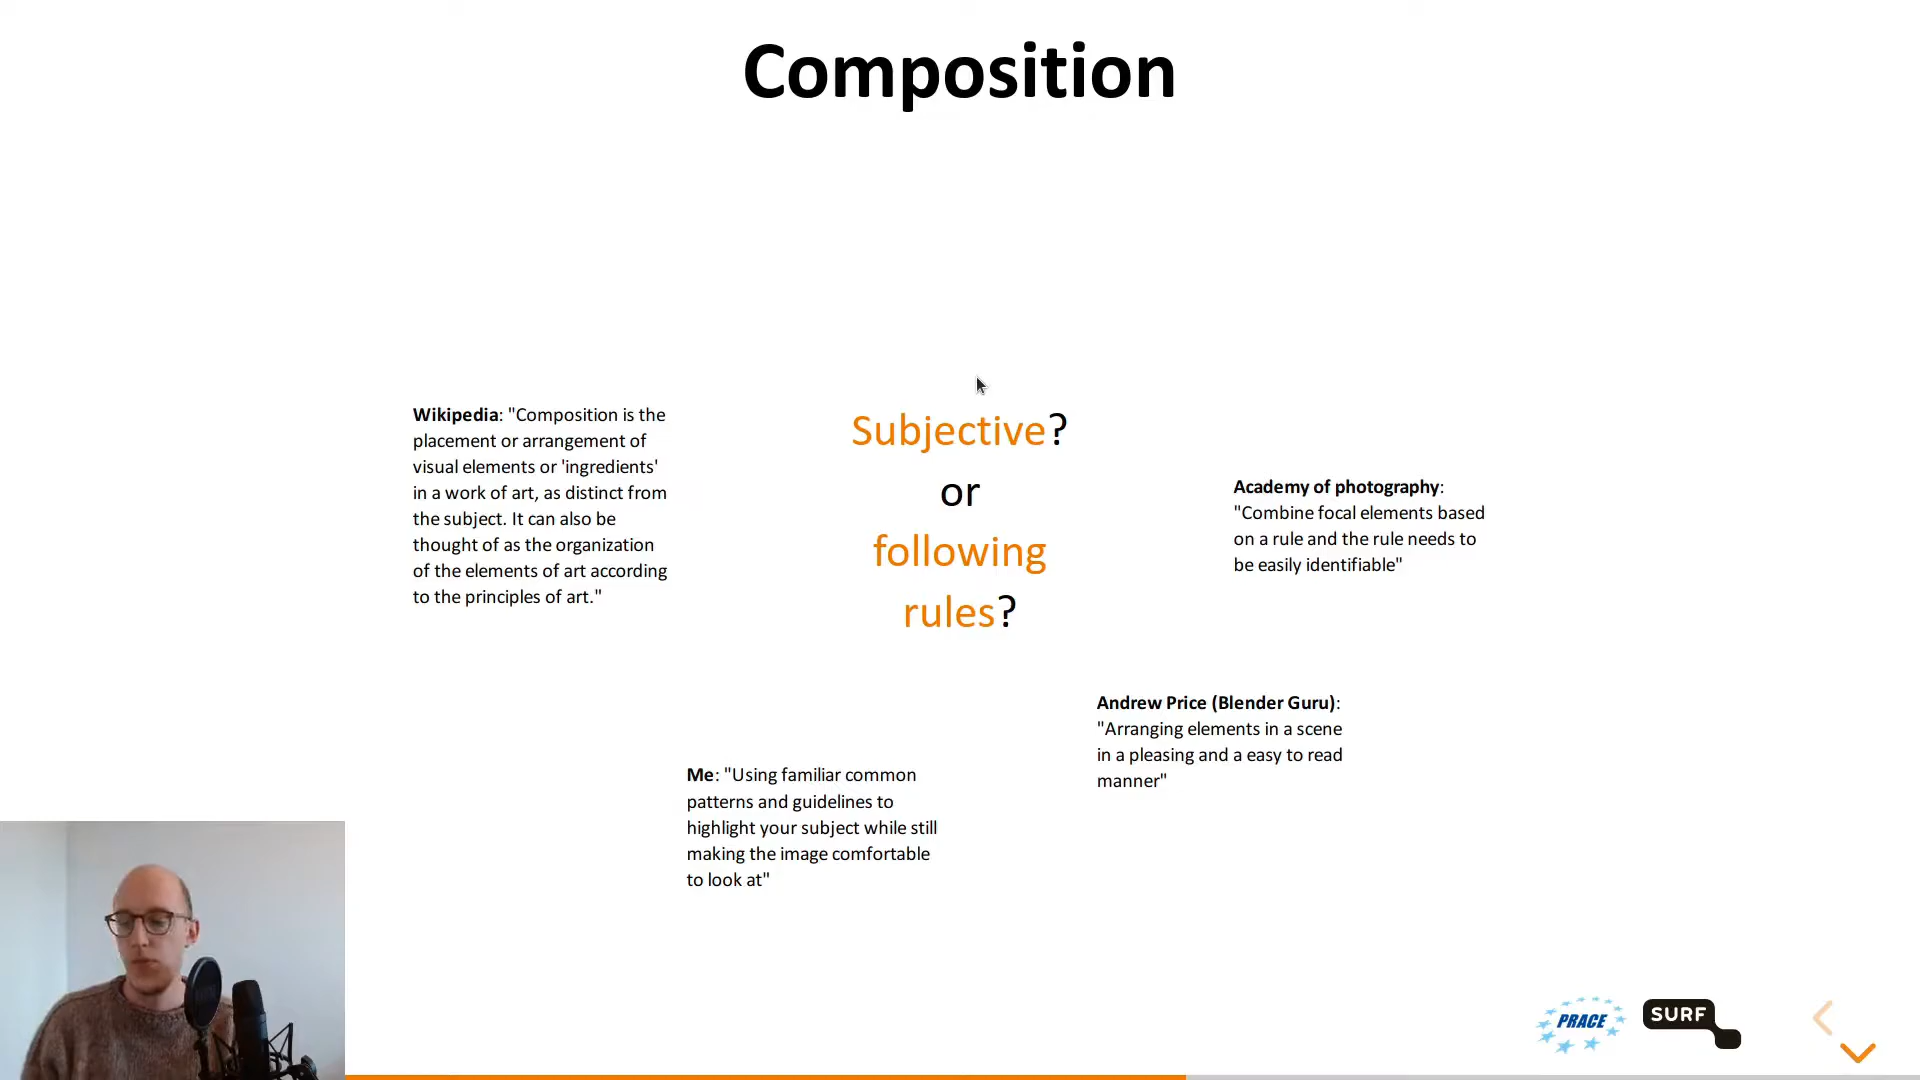 Composition
Wikipedia: "Composition is the
placement or arrangement of
visual elements or 'ingredients'
in a work of art, as distinct from
the subject. It can also be
thought of as the organization
of the elements of art according
to the principles of art."
Subjective?
or
following
rules?
Academy of photography:
"Combine focal elements based
on a rule and the rule needs to
be easily identifiable"
Andrew Price (Blender Guru):
"Arranging elements in a scene
in a pleasing and a easy to read
manner"
Me: "Using familiar common
patterns and guidelines to
highlight your subject while still
making the image comfortable
to look at"
PRACE
SURF